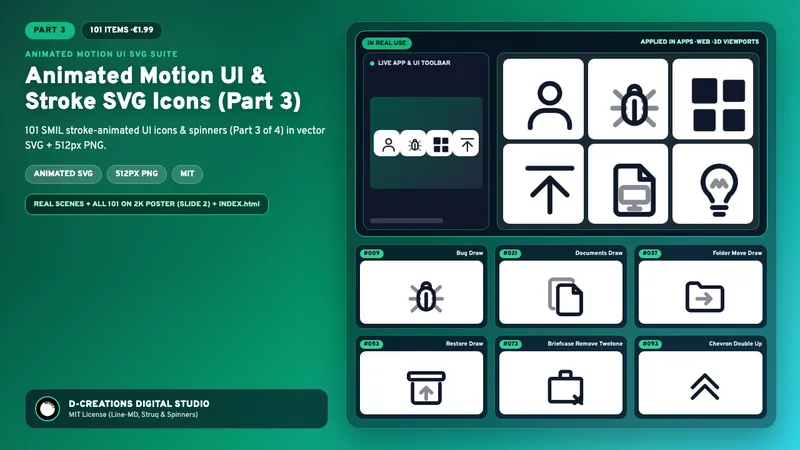 PART 3
101 ITEMS · €1.99
ANIMATED MOTION UI SVG SUITE
Animated Motion UI &
Stroke SVG Icons (Part 3)
101 SMIL stroke-animated UI icons & spinners (Part 3 of 4) in vector
SVG + 512px PNG.
ANIMATED SVG
512PX PNG
MIT
REAL SCENES + ALL 101 ON 2K POSTER (SLIDE 2) + INDEX.html
D-CREATIONS DIGITAL STUDIO
MIT License (Line-MD, Struq & Spinners)
IN REAL USE
APPLIED IN APPS · WEB · 3D VIEWPORTS
LIVE APP & UI TOOLBAR
#009
Bug Draw
#021
Documents Draw
#037
Folder Move Draw
#053
Restore Draw
#073
Briefcase Remove Twotone
#093
Chevron Double Up